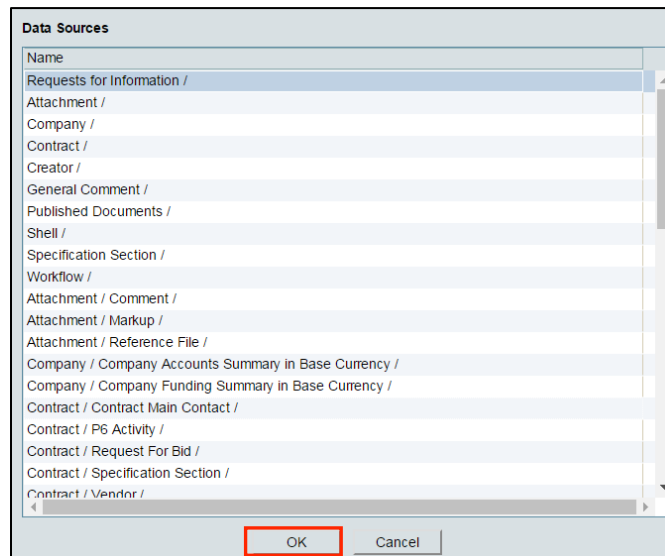 Data Sources
Name
Requests for Information /
Attachment /
Company /
Contract /
Creator /
General Comment /
Published Documents /
Shell /
Specification Section /
Workflow /
Attachment / Comment /
Attachment / Markup /
Attachment / Reference File /
Company / Company Accounts Summary in Base Currency /
Company / Company Funding Summary in Base Currency /
Contract / Contract Main Contact /
Contract / P6 Activity /
Contract / Request For Bid /
Contract / Specification Section /
Contract / Vendor /
OK Cancel